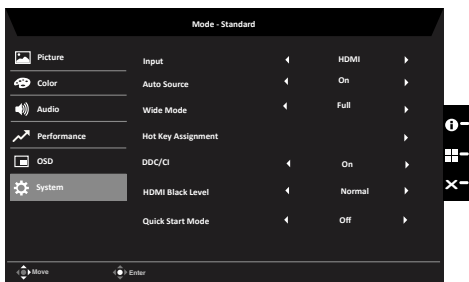 Mode - Standard
Picture
Color
Audio
Performance
OSD
System
Input HDMI
Auto Source On
Wide Mode Full
Hot Key Assignment
DDC/CI On
HDMI Black Level Normal
Quick Start Mode Off
Move Enter